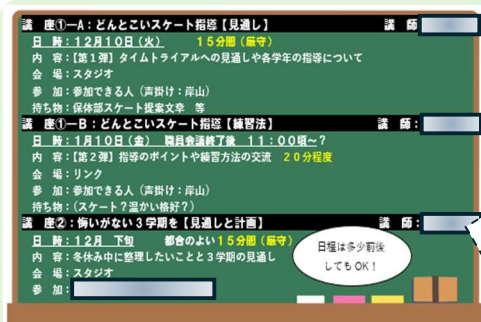 講 座①ーA:どんとこいスケート指導【見通し】 講 師
日 時:12月10日(火) 15分間(厳守)
内 容:【第1弾】タイムトライアルへの見通しや各学年の指導について
会 場:スタジオ
参 加:参加できる人(声掛け:岸山)
持ち物:保体部スケート提案文章 等
講 座①ーB:どんとこいスケート指導【練習法】 講 師:
日 時:1月10日(金) 職員会議終了後 11:00頃~?
内 容:【第2弾】指導のポイントや練習方法の交流 20分程度
会 場:リンク
参 加:参加できる人(声掛け:岸山)
持ち物:(スケート?温かい格好?)
講 座②:悔いがない3学期を【見通しと計画】 講 師:
日 時:12月 下旬 都合のよい15分間(厳守)
内 容:冬休み中に整理したいことと3学期の見通し
会 場:スタジオ
参 加:
日程は多少前後
してもOK!